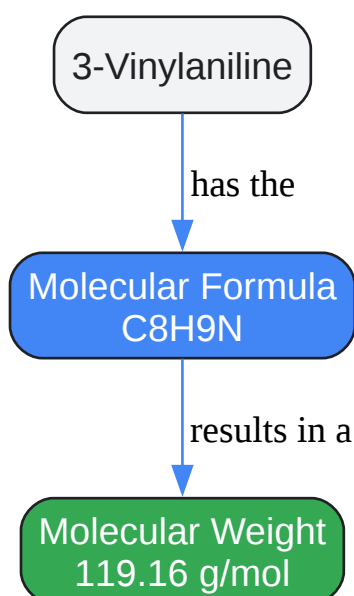 3-Vinylaniline
has the
Molecular Formula
C8H9N
results in a
Molecular Weight
119.16 g/mol